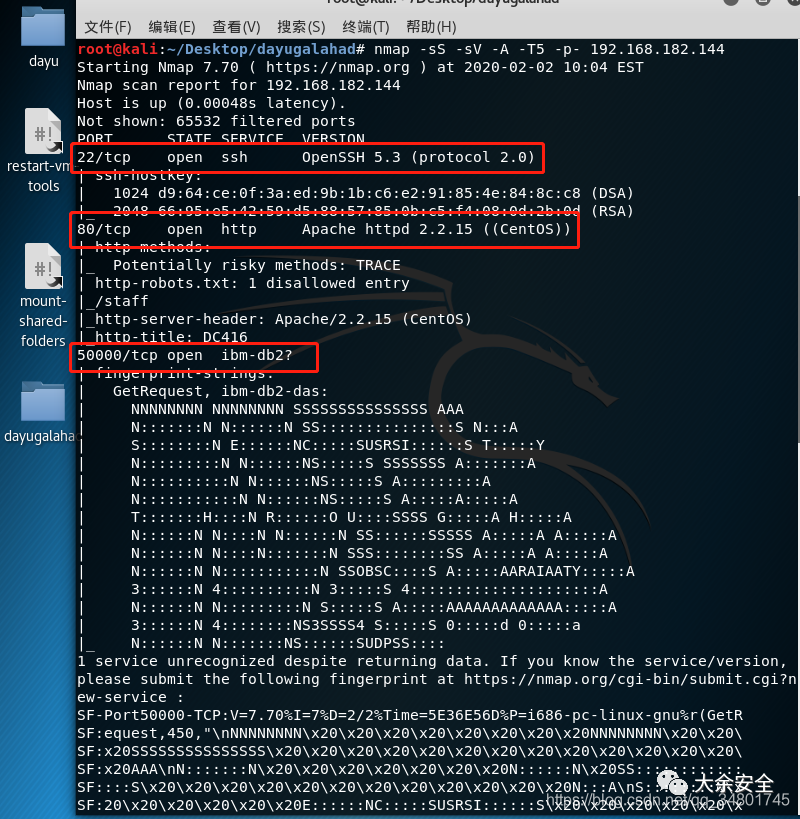 root@kali: ~/Desktop/dayugalahad
文件(F) 编辑(E) 查看(V) 搜索(S) 终端(T) 帮助(H)
dayu
restart-vm
tools
mount-
shared-
folders
dayugalahad
root@kali:~/Desktop/dayugalahad# nmap -sS -sV -A -T5 -p- 192.168.182.144
Starting Nmap 7.70 ( https://nmap.org ) at 2020-02-02 10:04 EST
Nmap scan report for 192.168.182.144
Host is up (0.00048s latency).
Not shown: 65532 filtered ports
PORT      STATE SERVICE  VERSION
22/tcp    open  ssh      OpenSSH 5.3 (protocol 2.0)
| ssh-hostkey:
|   1024 d9:64:ce:0f:3a:ed:9b:1b:c6:e2:91:85:4e:84:8c:c8 (DSA)
|_  2048 66:95:e5:42:59:d5:88:57:85:0b:c5:f4:08:0d:2b:0d (RSA)
80/tcp    open  http     Apache httpd 2.2.15 ((CentOS))
| http-methods:
|_  Potentially risky methods: TRACE
| http-robots.txt: 1 disallowed entry
|_/staff
|_http-server-header: Apache/2.2.15 (CentOS)
|_http-title: DC416
50000/tcp open  ibm-db2?
| fingerprint-strings:
|   GetRequest, ibm-db2-das:
|     NNNNNNNN NNNNNNNN SSSSSSSSSSSSSSS AAA
|     N:::::::N N::::::N SS:::::::::::::::S N:::A
|     S::::::::N E::::::NC:::::SUSRSI::::::S T:::::Y
|     N:::::::::N N::::::NS:::::S SSSSSSS A:::::::A
|     N::::::::::N N::::::NS:::::S A:::::::::A
|     N:::::::::::N N::::::NS:::::S A:::::A:::::A
|     T:::::::H::::N R::::::O U::::SSSS G:::::A H:::::A
|     N::::::N N::::N N::::::N SS::::::SSSSS A:::::A A:::::A
|     N::::::N N::::N:::::::N SSS::::::::SS A:::::A A:::::A
|     N::::::N N:::::::::::N SSOBSC::::S A:::::AARAIAATY:::::A
|     3::::::N 4::::::::::N 3:::::S 4:::::::::::::::::::::A
|     N::::::N N:::::::::N S:::::S A:::::AAAAAAAAAAAAA:::::A
|     3::::::N 4::::::::NS3SSSS4 S:::::S 0:::::d 0:::::a
|_    N::::::N N:::::::NS::::::SUDPSS::::
1 service unrecognized despite returning data. If you know the service/version,
please submit the following fingerprint at https://nmap.org/cgi-bin/submit.cgi?n
ew-service :
SF-Port50000-TCP:V=7.70%I=7%D=2/2%Time=5E36E56D%P=i686-pc-linux-gnu%r(GetR
SF:equest,450,"\nNNNNNNNN\x20\x20\x20\x20\x20\x20\x20\x20NNNNNNNN\x20\x20\
SF:x20SSSSSSSSSSSSSSS\x20\x20\x20\x20\x20\x20\x20\x20\x20\x20\x20\x20\x20\
SF:x20AAA\nN:::::::N\x20\x20\x20\x20\x20\x20\x20N::::::N\x20SS::::::::::::
SF::::S\x20\x20\x20\x20\x20\x20\x20\x20\x20\x20\x20\x20\x20N:::A\nS:::::::
SF:20\x20\x20\x20\x20\x20E::::::NC:::::SUSRSI::::::S\x20\x20\x20\x20\x20\x
大余安全
https://blog.csdn.net/qq_34801745